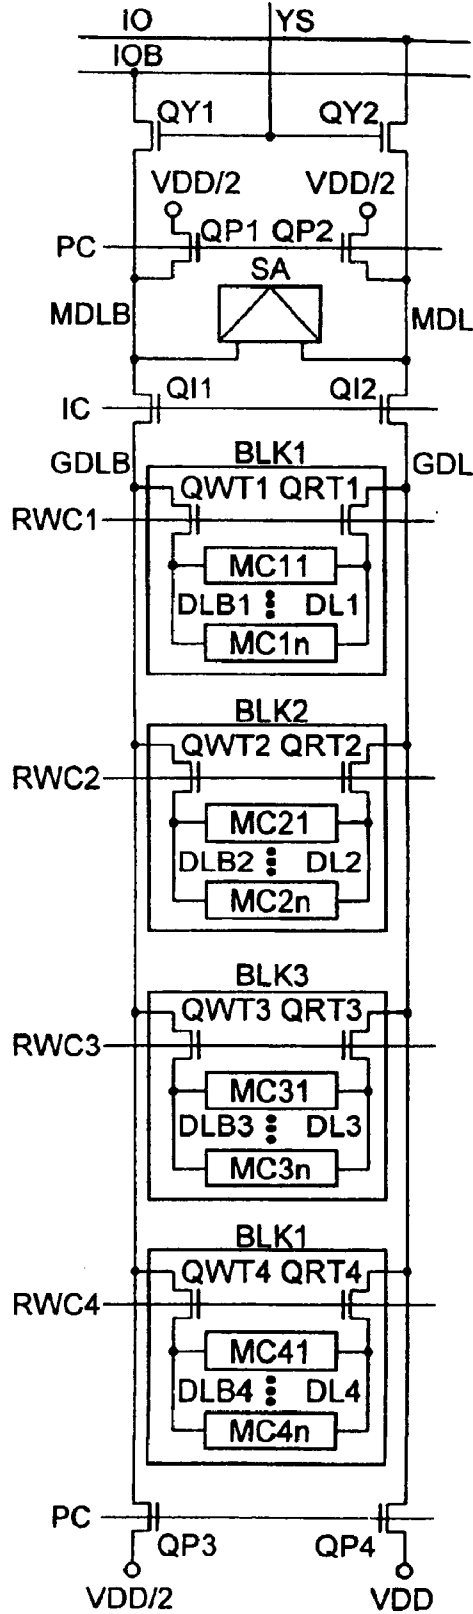 IO YS
IOB
QY1 QY2
VDD/2 VDD/2
PC QP1 QP2
SA
MDLB MDL
IC QI1 QI2
GDLB BLK1 GDL
QWT1 QRT1
RWC1
MC11
DLB1 DL1
MC1n
BLK2
QWT2 QRT2
RWC2
MC21
DLB2 DL2
MC2n
BLK3
QWT3 QRT3
RWC3
MC31
DLB3 DL3
MC3n
BLK1
QWT4 QRT4
RWC4
MC41
DLB4 DL4
MC4n
PC
QP3 QP4
VDD/2 VDD